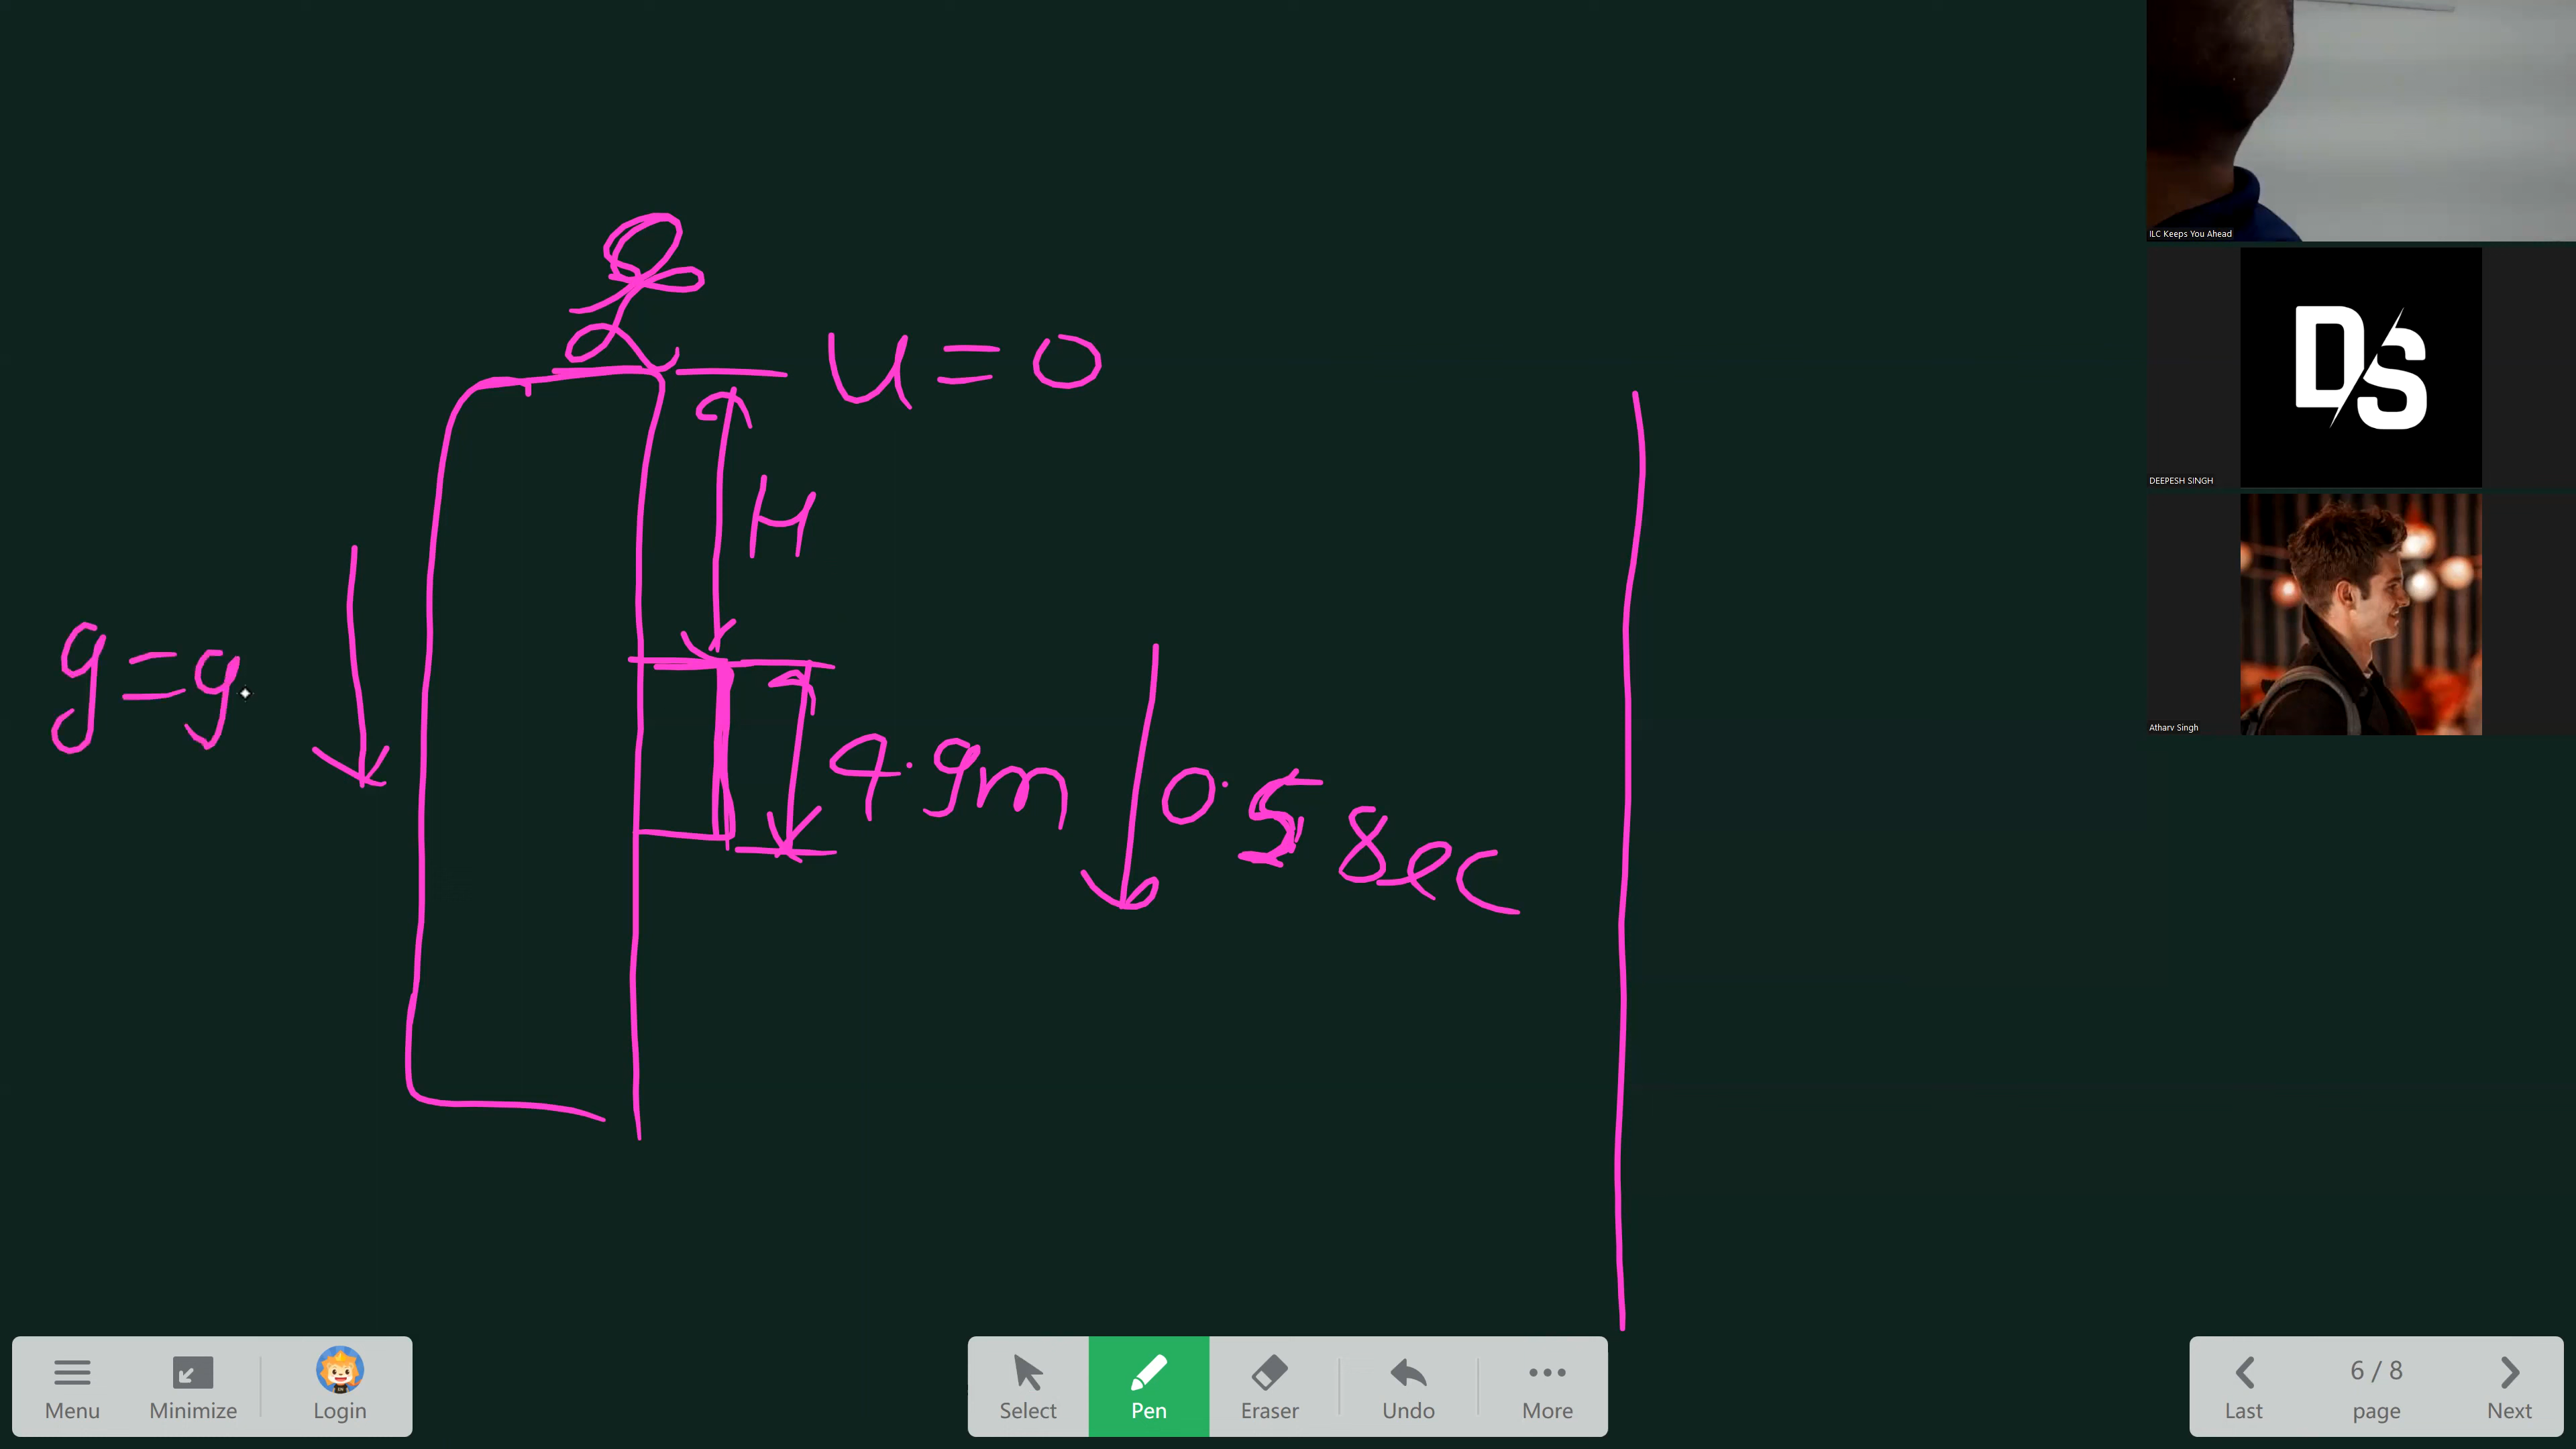 u=0
H
g=g
4.9m
0.5 sec
ILC Keeps You Ahead
DS
DEEPESH SINGH
Atharv Singh
Menu
Minimize
Login
Select
Pen
Eraser
Undo
More
Last
6 / 8
page
Next